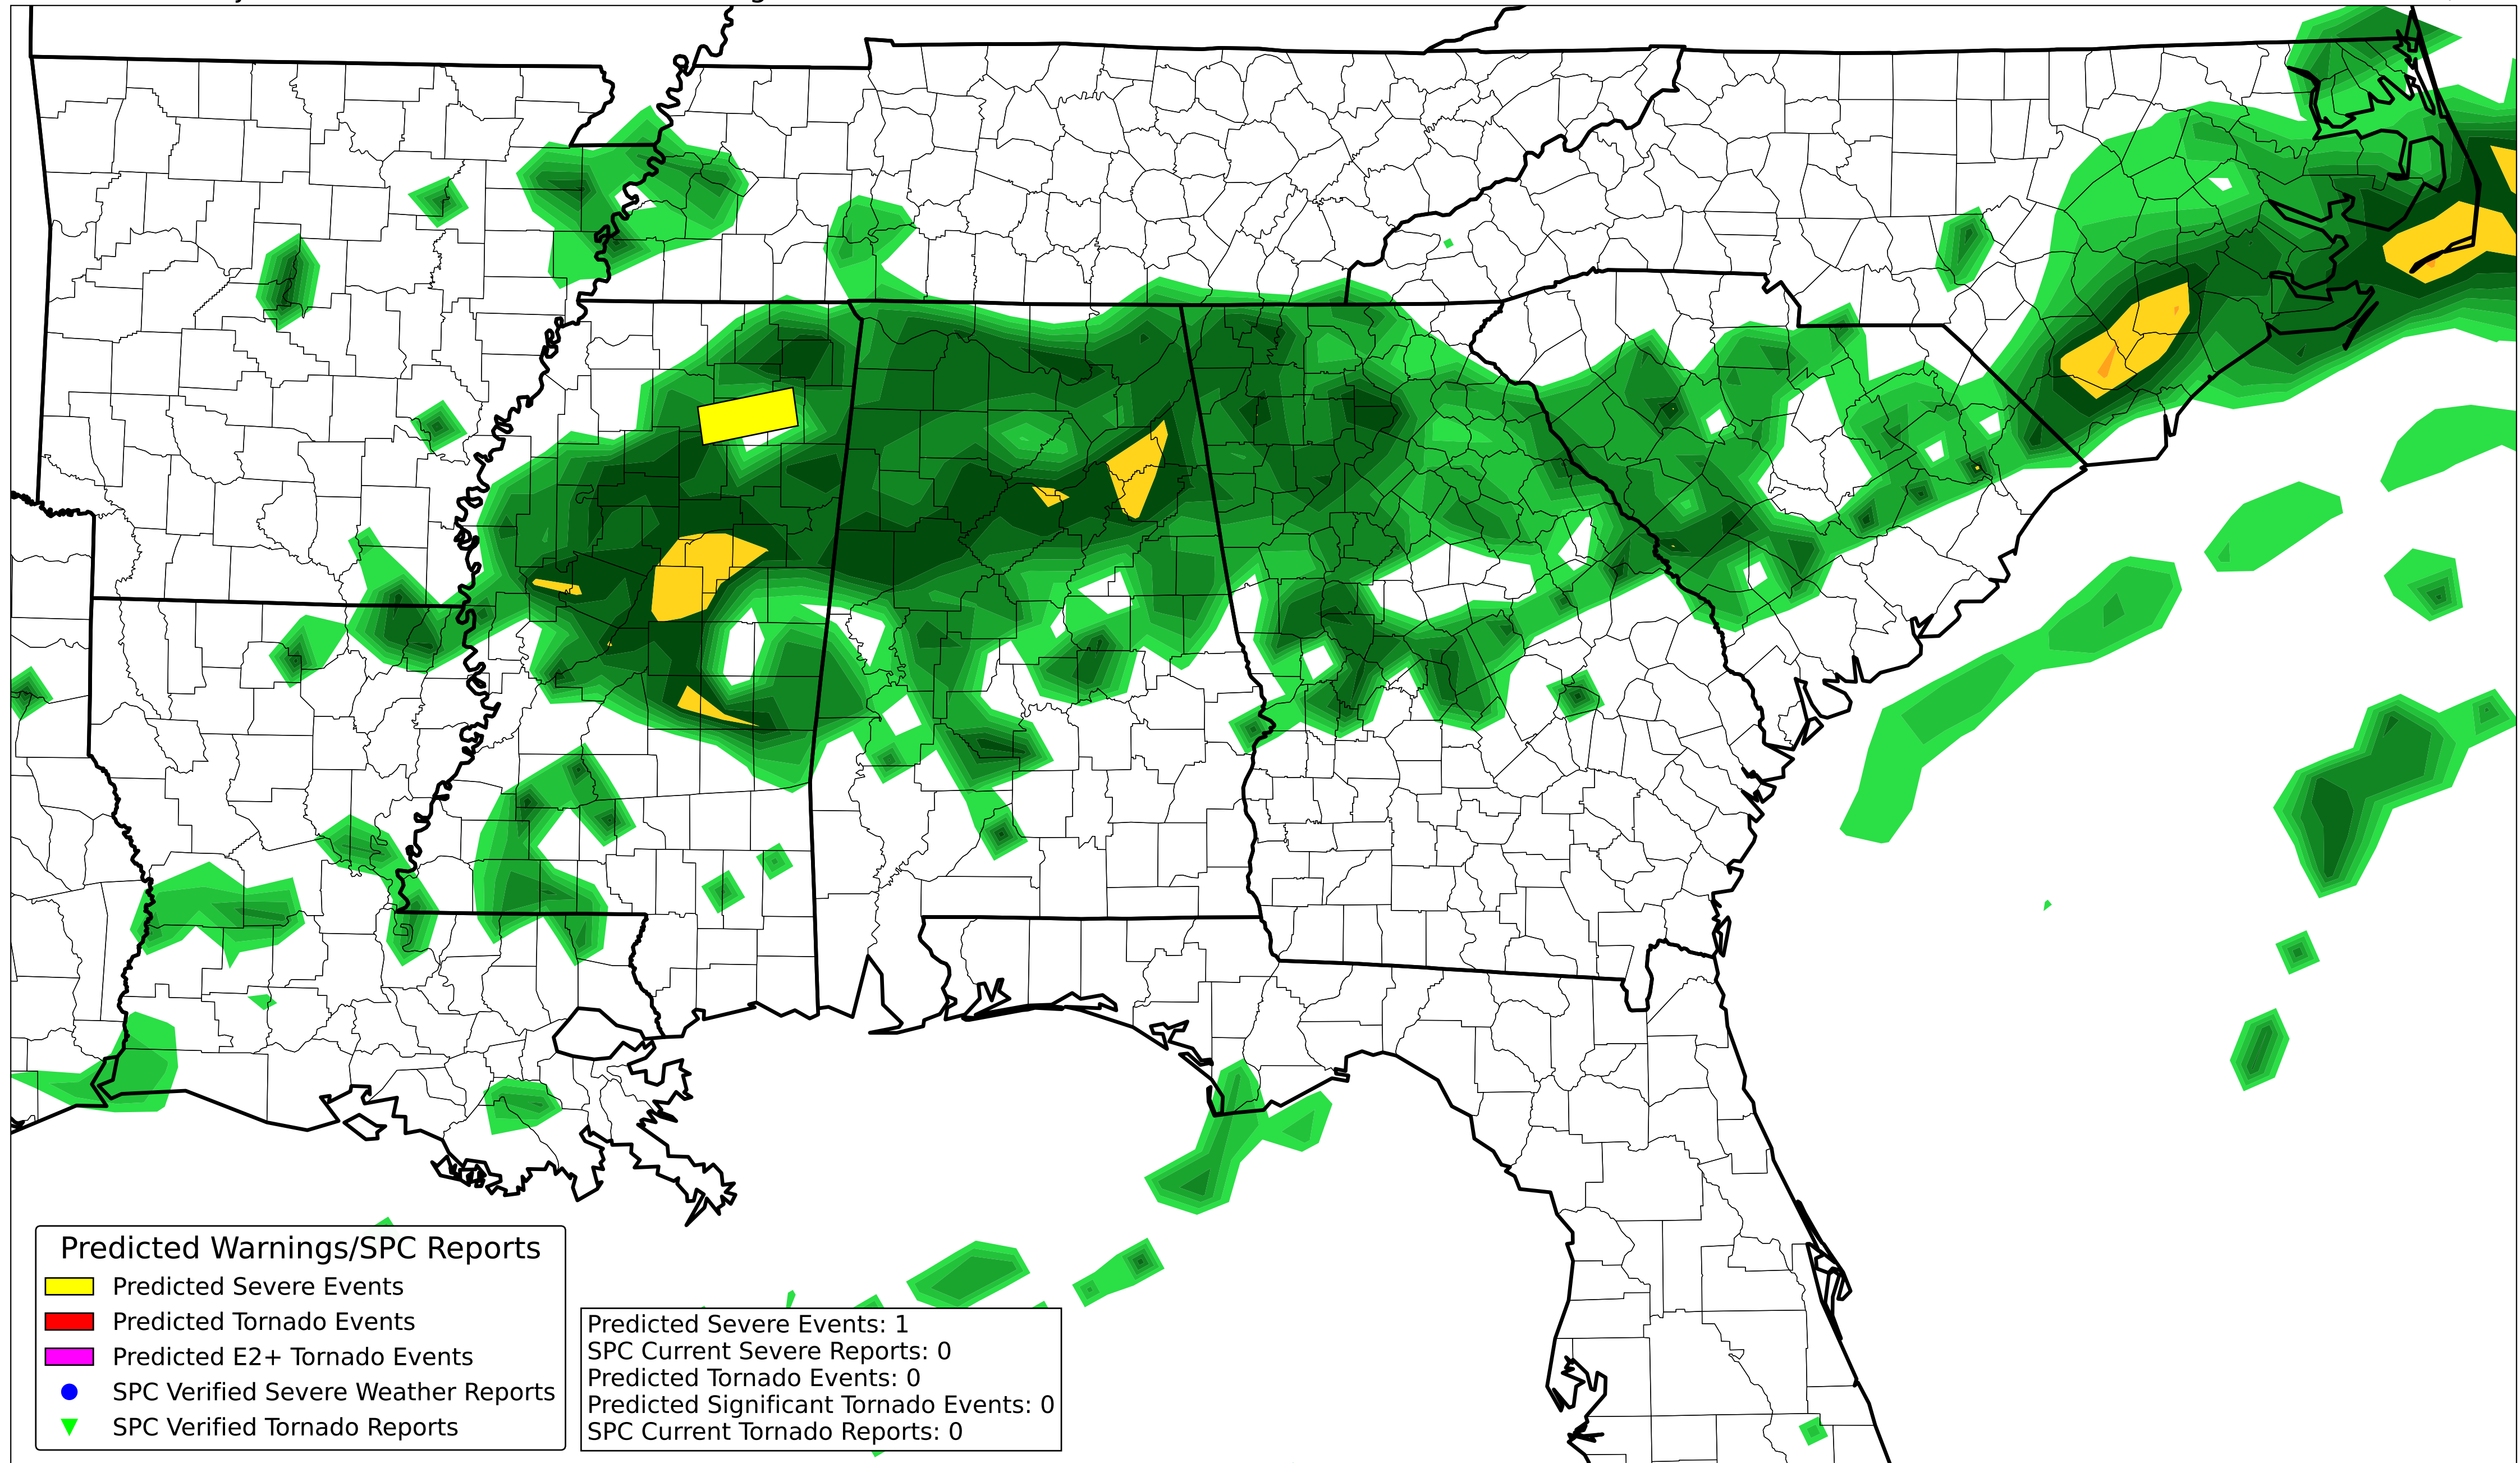 Predicted Warnings/SPC Reports
Predicted Severe Events
Predicted Tornado Events
Predicted E2+ Tornado Events
SPC Verified Severe Weather Reports
SPC Verified Tornado Reports
Predicted Severe Events: 1
SPC Current Severe Reports: 0
Predicted Tornado Events: 0
Predicted Significant Tornado Events: 0
SPC Current Tornado Reports: 0